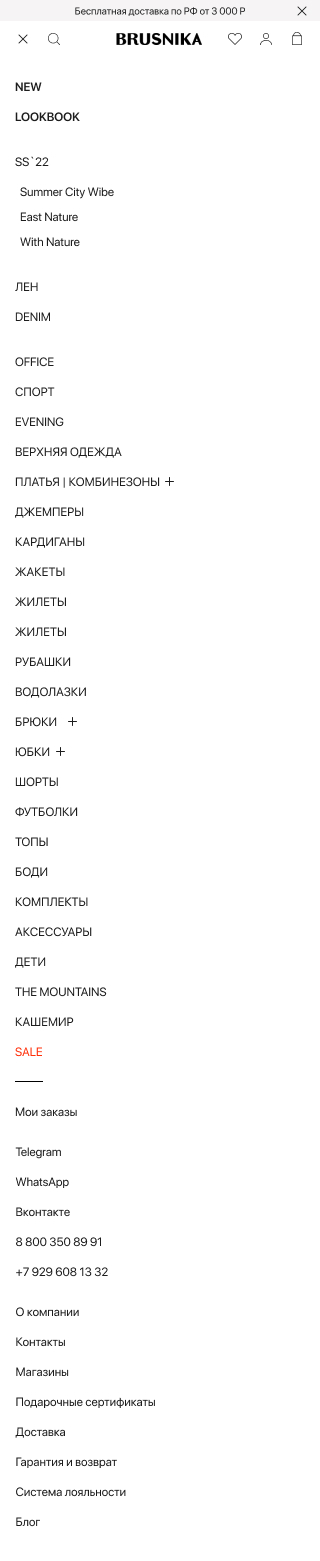 Бесплатная доставка по РФ от 3 000 Р
BRUSNIKA
NEW
LOOKBOOK
SS`22
Summer City Wibe
East Nature
With Nature
ЛЕН
DENIM
OFFICE
СПОРТ
EVENING
ВЕРХНЯЯ ОДЕЖДА
ПЛАТЬЯ | КОМБИНЕЗОНЫ
ДЖЕМПЕРЫ
КАРДИГАНЫ
ЖАКЕТЫ
ЖИЛЕТЫ
ЖИЛЕТЫ
РУБАШКИ
ВОДОЛАЗКИ
БРЮКИ
ЮБКИ
ШОРТЫ
ФУТБОЛКИ
ТОПЫ
БОДИ
КОМПЛЕКТЫ
АКСЕССУАРЫ
ДЕТИ
THE MOUNTAINS
КАШЕМИР
SALE
Мои заказы
Telegram
WhatsApp
Вконтакте
8 800 350 89 91
+7 929 608 13 32
О компании
Контакты
Магазины
Подарочные сертификаты
Доставка
Гарантия и возврат
Система лояльности
Блог